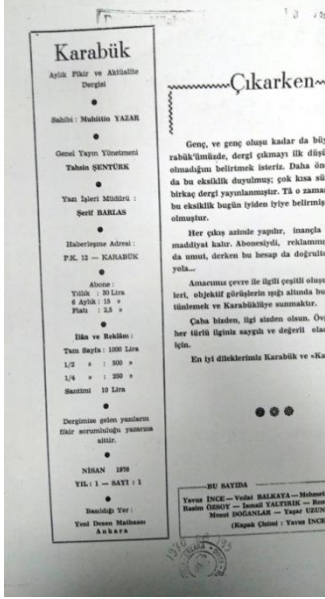 Karabük
Aylık Fikir ve Aktüalite
Dergisi
Sahibi : Muhittin YAZAR
Genel Yayın Yönetmeni
Tahsin ŞENTÜRK
Yazı İşleri Müdürü :
Şerif BARLAS
Haberleşme Adresi :
P.K. 12 — KARABÜK
Abone :
Yıllık : 30 Lira
6 Aylık : 15 »
Fiatı : 2,5 »
İlân ve Reklâm :
Tam Sayfa : 1000 Lira
1/2 » : 500 »
1/4 » : 250 »
Santimi 10 Lira
Dergimize gelen yazıların
fikir sorumluluğu yazarına
aittir.
NİSAN 1970
YIL : 1 — SAYI : 1
Basıldığı Yer :
Yeni Desen Matbaası
Ankara
Çıkarken
Genç, ve genç oluşu kadar da bü
rabük'ümüzde, dergi çıkmayı ilk düşü
olmadığını belirtmek isteriz. Daha ön
da bu eksiklik duyulmuş; çok kısa sü
birkaç dergi yayınlanmıştır. Tâ o zama
bu eksiklik bugün iyiden iyiye belirmiş
olmuştur.
Her çıkış azimle yapılır, inançla
maddiyat kalır. Abonesiydi, reklamını
da umut, derken bu hesap da doğrultu
yola...
Amacımız çevre ile ilgili çeşitli oluşu
leri, objektif görüşlerin ışığı altında bu
tünlemek ve Karabüklüye sunmaktır.
Çaba bizden, ilgi sizden olsun. Öv
her türlü ilginiz saygılı ve değerli ola
için.
En iyi dileklerimiz Karabük ve «Ka
BU SAYIDA
Yavuz İNCE — Vedat BALKAYA — Mehmet
Rasim ÖZSOY — İsmail YALTIRIK — Re
Meori DOĞANLAR — Yaşar UZUN
(Kapak Çizimi : Yavuz İNCE